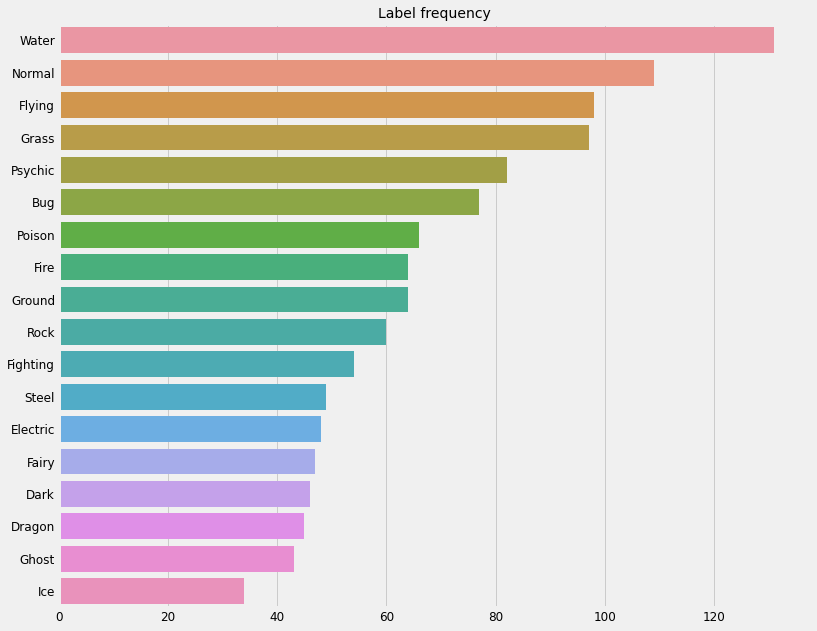 Label frequency
Water
Normal
Flying
Grass
Psychic
Bug
Poison
Fire
Ground
Rock
Fighting
Steel
Electric
Fairy
Dark
Dragon
Ghost
Ice
0 20 40 60 80 100 120